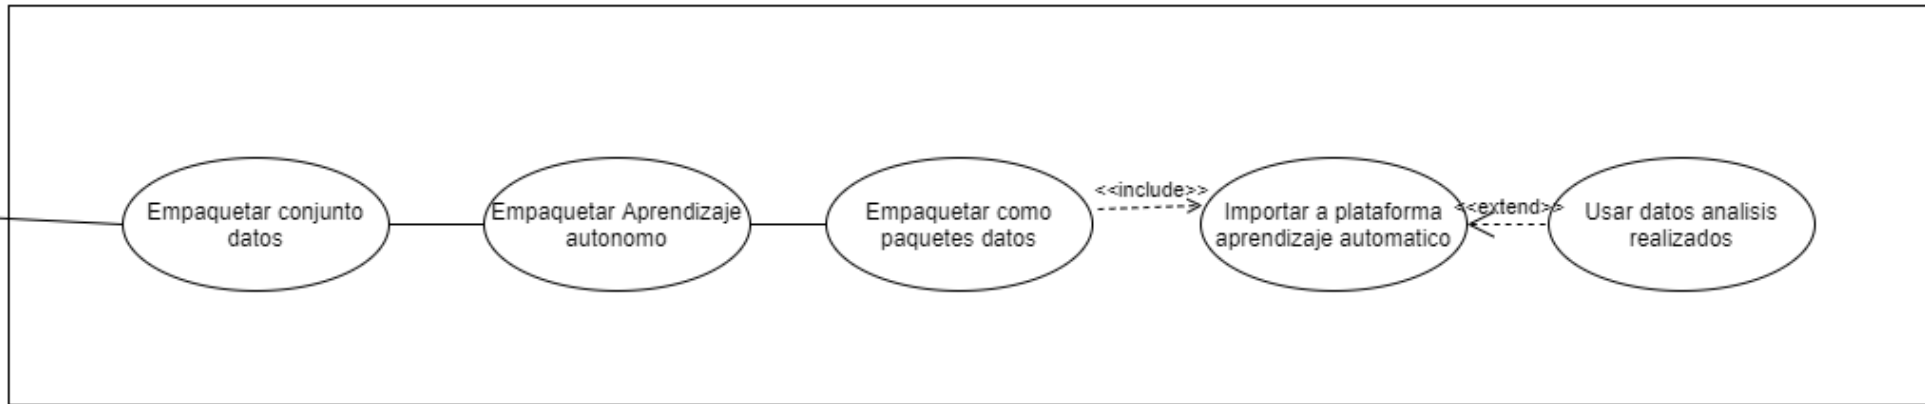 Empaquetar conjunto
datos
Empaquetar Aprendizaje
autonomo
Empaquetar como
paquetes datos
<<include>>
Importar a plataforma
aprendizaje automatico
<<extend>>
Usar datos analisis
realizados